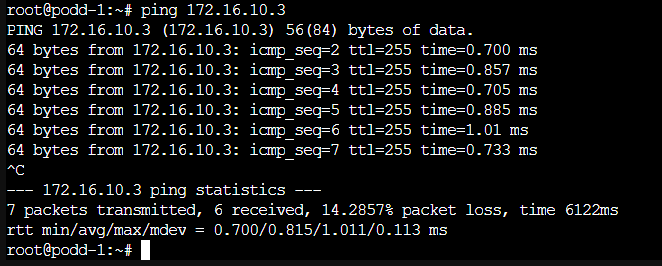 root@podd-1:~# ping 172.16.10.3
PING 172.16.10.3 (172.16.10.3) 56(84) bytes of data.
64 bytes from 172.16.10.3: icmp_seq=2 ttl=255 time=0.700 ms
64 bytes from 172.16.10.3: icmp_seq=3 ttl=255 time=0.857 ms
64 bytes from 172.16.10.3: icmp_seq=4 ttl=255 time=0.705 ms
64 bytes from 172.16.10.3: icmp_seq=5 ttl=255 time=0.885 ms
64 bytes from 172.16.10.3: icmp_seq=6 ttl=255 time=1.01 ms
64 bytes from 172.16.10.3: icmp_seq=7 ttl=255 time=0.733 ms
^C
--- 172.16.10.3 ping statistics ---
7 packets transmitted, 6 received, 14.2857% packet loss, time 6122ms
rtt min/avg/max/mdev = 0.700/0.815/1.011/0.113 ms
root@podd-1:~#